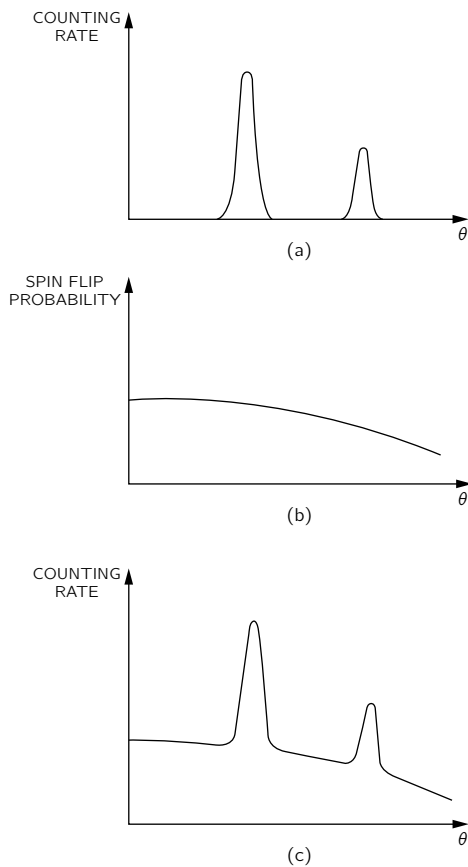 COUNTING
RATE
θ
(a)
SPIN FLIP
PROBABILITY
θ
(b)
COUNTING
RATE
θ
(c)